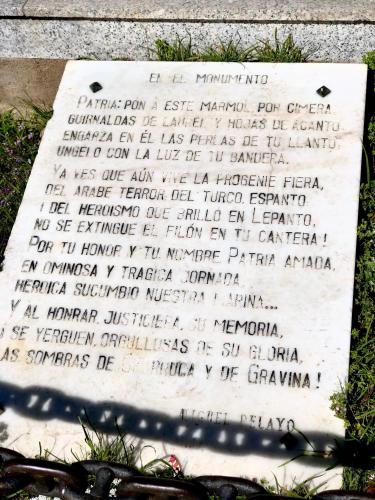 EN EL MONUMENTO
PATRIA: PON A ESTE MARMOL POR CIMERA
GUIRNALDAS DE LAUREL Y HOJAS DE ACANTO,
ENGARZA EN ÉL LAS PERLAS DE TU LLANTO,
UNGELO CON LA LUZ DE TU BANDERA.
YA VES QUE AUN VIVE LA PROGENIE FIERA,
DEL ARABE TERROR DEL TURCO, ESPANTO
¡DEL HEROISMO QUE BRILLO EN LEPANTO,
NO SE EXTINGUE EL FILÓN EN TU CANTERA!
POR TU HONOR Y TU NOMBRE PATRIA AMADA,
EN OMINOSA Y TRAGICA JORNADA
HEROICA SUCUMBIO NUESTRA MARINA...
Y AL HONRAR, JUSTICIERA, SU MEMORIA,
SE YERGUEN, ORGULLOSAS DE SU GLORIA,
LAS SOMBRAS DE CHURRUCA Y DE GRAVINA!
MIGUEL PELAYO